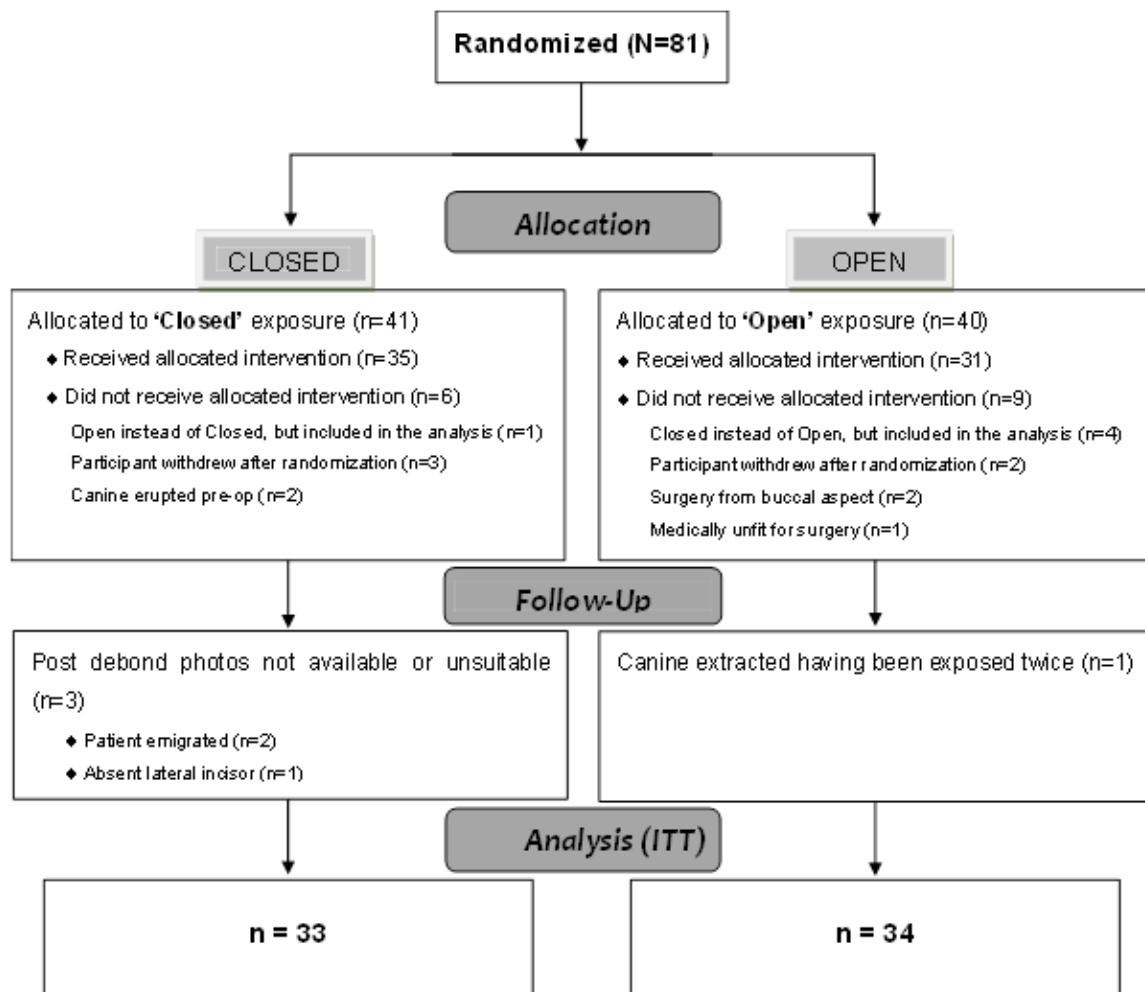 Randomized (N=81)
Allocation
CLOSED
Allocated to ‘Closed’ exposure (n=41)
♦ Received allocated intervention (n=35)
♦ Did not receive allocated intervention (n=6)
Open instead of Closed, but included in the analysis (n=1)
Participant withdrew after randomization (n=3)
Canine erupted pre-op (n=2)
OPEN
Allocated to ‘Open’ exposure (n=40)
♦ Received allocated intervention (n=31)
♦ Did not receive allocated intervention (n=9)
Closed instead of Open, but included in the analysis (n=4)
Participant withdrew after randomization (n=2)
Surgery from buccal aspect (n=2)
Medically unfit for surgery (n=1)
Follow-Up
Post debond photos not available or unsuitable
(n=3)
♦ Patient emigrated (n=2)
♦ Absent lateral incisor (n=1)
Canine extracted having been exposed twice (n=1)
Analysis (ITT)
n = 33
n = 34